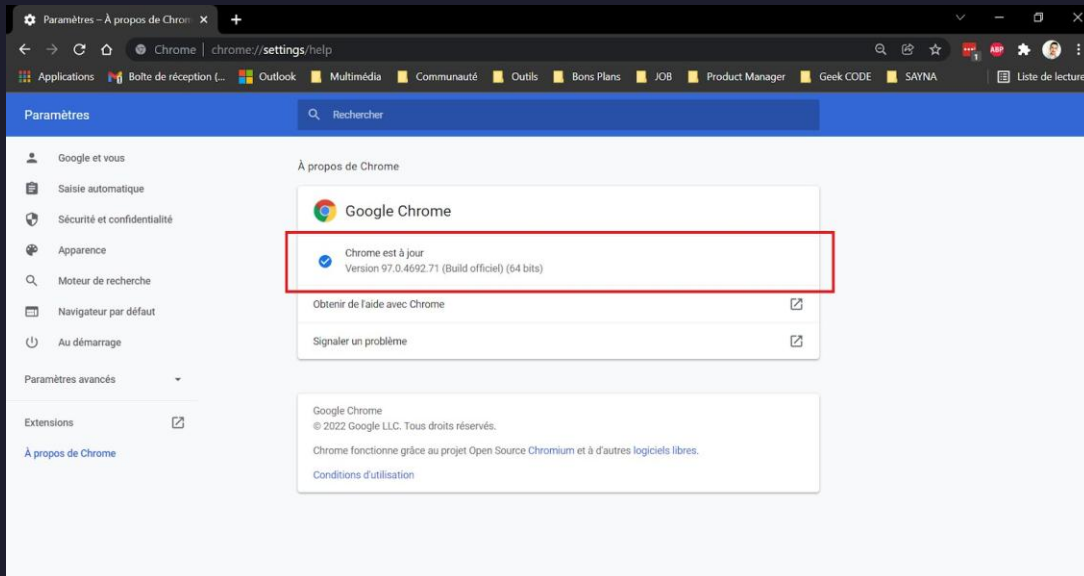 Paramètres – À propos de Chrom
Chrome | chrome://settings/help
1
ABP
Applications
Boîte de réception (...
Outlook
Multimédia
Communauté
Outils
Bons Plans
JOB
Product Manager
Geek CODE
SAYNA
Liste de lecture
Paramètres
Rechercher
Google et vous
Saisie automatique
Sécurité et confidentialité
Apparence
Moteur de recherche
Navigateur par défaut
Au démarrage
Paramètres avancés
Extensions
À propos de Chrome
À propos de Chrome
Google Chrome
Chrome est à jour
Version 97.0.4692.71 (Build officiel) (64 bits)
Obtenir de l'aide avec Chrome
Signaler un problème
Google Chrome
© 2022 Google LLC. Tous droits réservés.
Chrome fonctionne grâce au projet Open Source Chromium et à d'autres logiciels libres.
Conditions d'utilisation